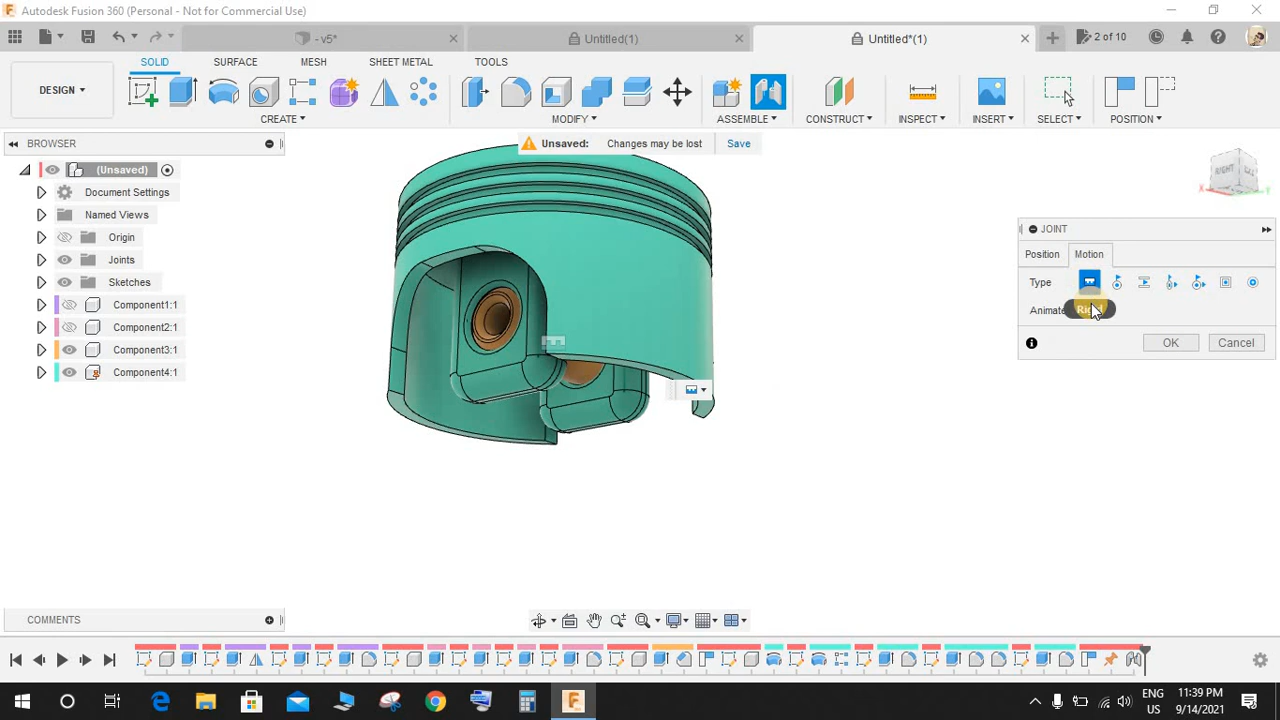 Autodesk Fusion 360 (Personal - Not for Commercial Use)
- v5*
Untitled(1)
Untitled*(1)
2 of 10
DESIGN
SOLID
SURFACE
MESH
SHEET METAL
TOOLS
CREATE
MODIFY
ASSEMBLE
CONSTRUCT
INSPECT
INSERT
SELECT
POSITION
BROWSER
Unsaved: Changes may be lost Save
(Unsaved)
Document Settings
Named Views
Origin
Joints
Sketches
Component1:1
Component2:1
Component3:1
Component4:1
RIGHT
X
Y
JOINT
Position Motion
Type
Animate
OK Cancel
COMMENTS
ENG
US
11:39 PM
9/14/2021